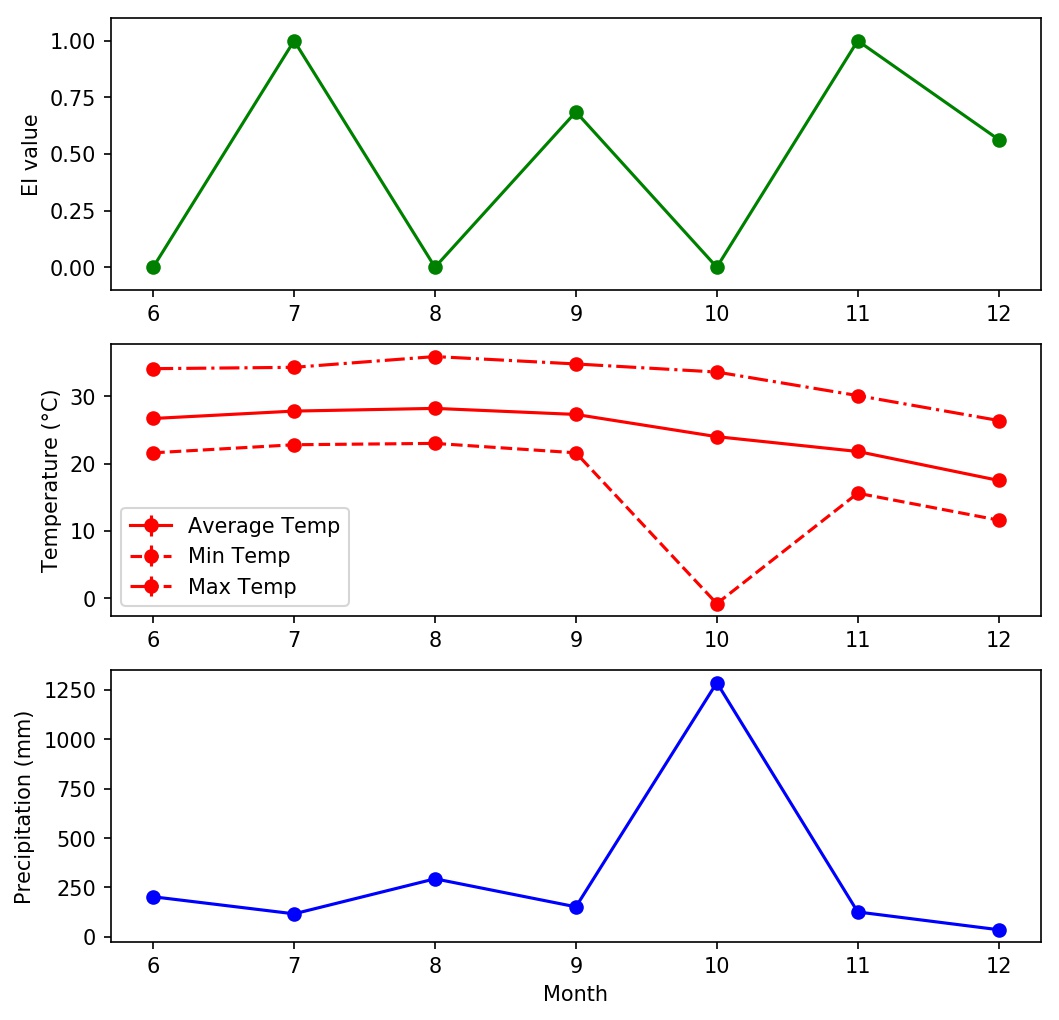 EI value
1.00
0.75
0.50
0.25
0.00
6 7 8 9 10 11 12
Temperature (°C)
30
20
10
0
Average Temp
Min Temp
Max Temp
6 7 8 9 10 11 12
Precipitation (mm)
1250
1000
750
500
250
0
6 7 8 9 10 11 12
Month